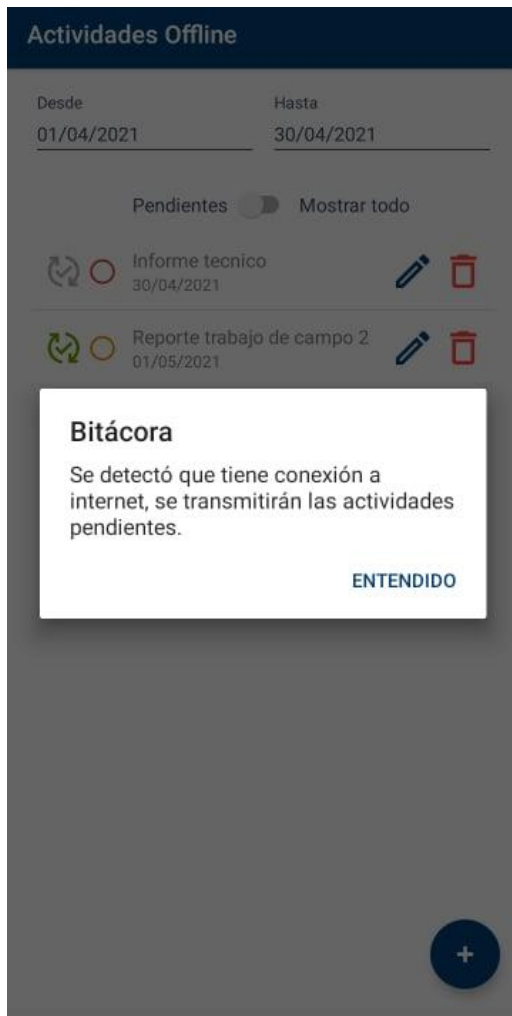 Actividades Offline
Desde Hasta
01/04/2021 30/04/2021
Pendientes Mostrar todo
Informe tecnico
30/04/2021
Reporte trabajo de campo 2
01/05/2021
Bitácora
Se detectó que tiene conexión a
internet, se transmitirán las actividades
pendientes.
ENTENDIDO
+